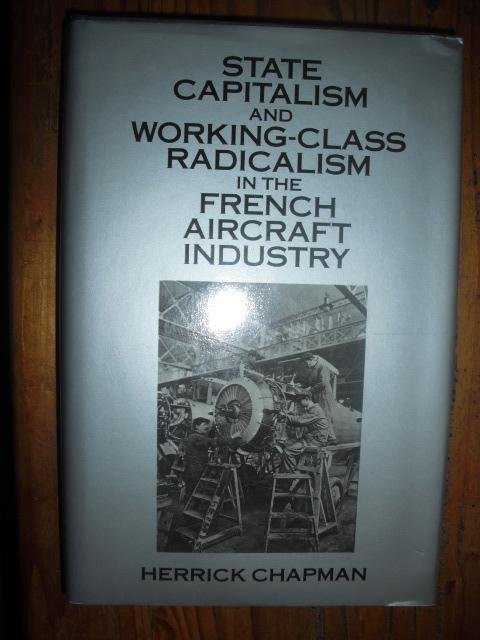 STATE
CAPITALISM
AND
WORKING-CLASS
RADICALISM
IN THE
FRENCH
AIRCRAFT
INDUSTRY
HERRICK CHAPMAN